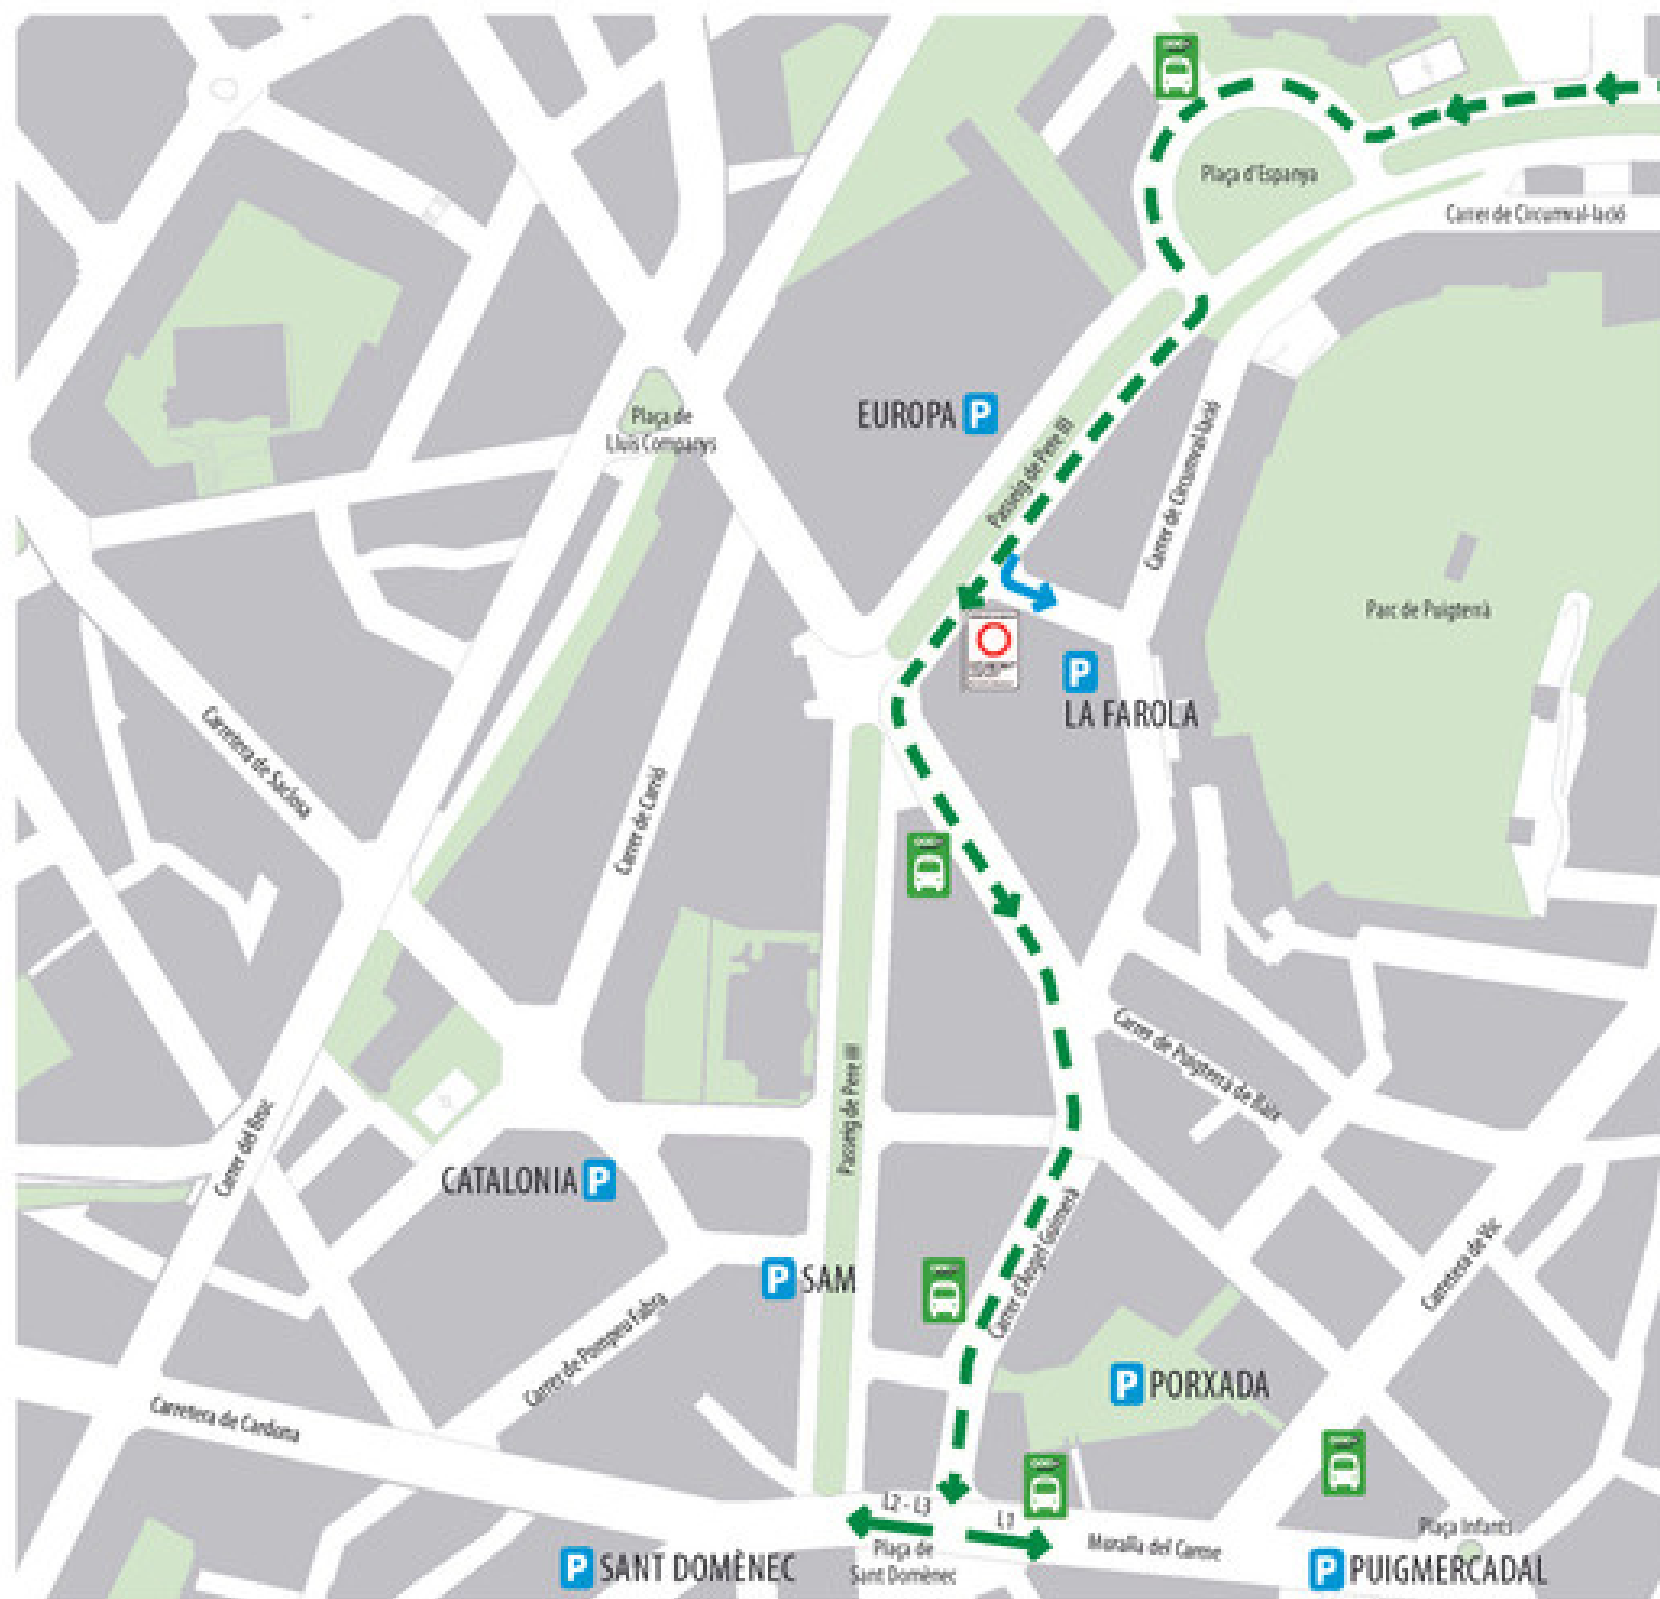 Plaça d'Espanya
Carrer de Circumval·lació
EUROPA P
Plaça de
Lluís Companys
Passeig de Pere III
Carrer de Circumval·lació
Parc de Puigterrà
P
LA FAROLA
Carretera de Santpedor
Carrer de Carrió
Carrer de Puigterrà de Baix
Passeig de Pere III
Carrer del Bruc
CATALONIA P
Carrer d'Àngel Guimerà
Carretera de Vic
P SAM
Carrer de Pompeu Fabra
P PORXADA
Carretera de Cardona
L2 - L3
L1
Plaça Infants
Moralla del Carme
Plaça de
Sant Domènec
P SANT DOMÈNEC
P PUIGMERCADAL